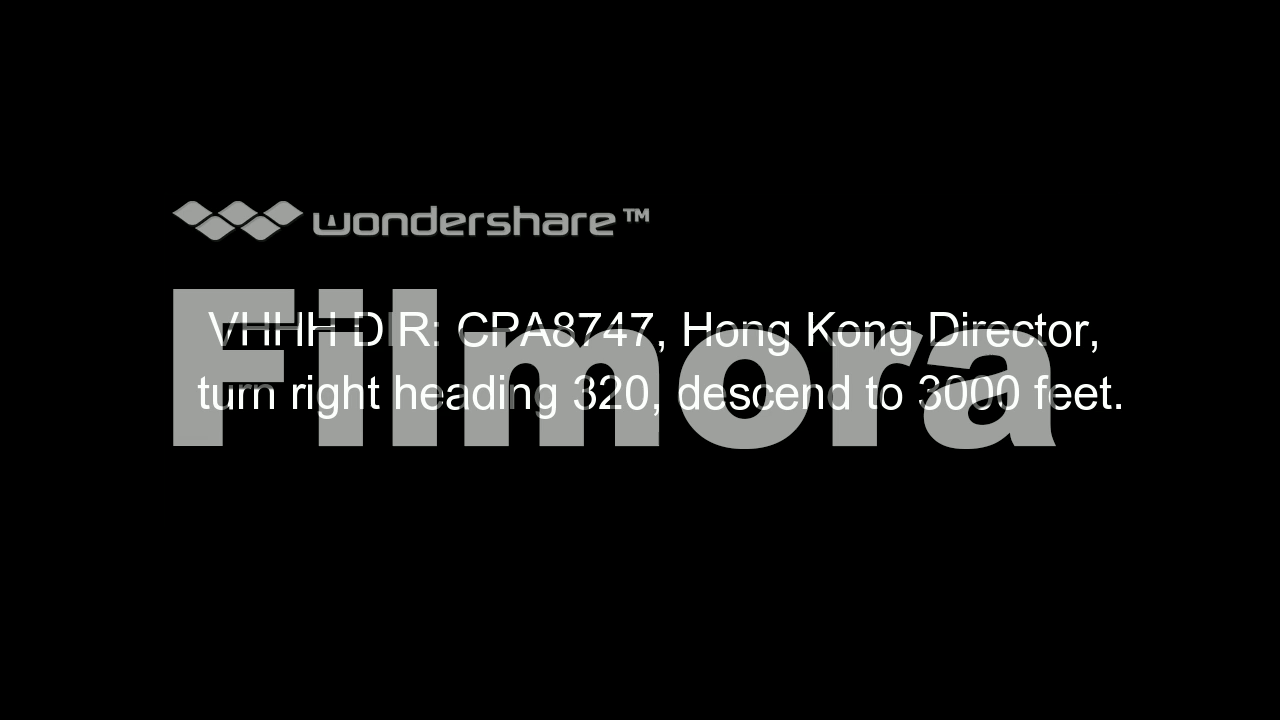 wondershare™
Filmora
VHHH DIR: CPA8747, Hong Kong Director,
turn right heading 320, descend to 3000 feet.